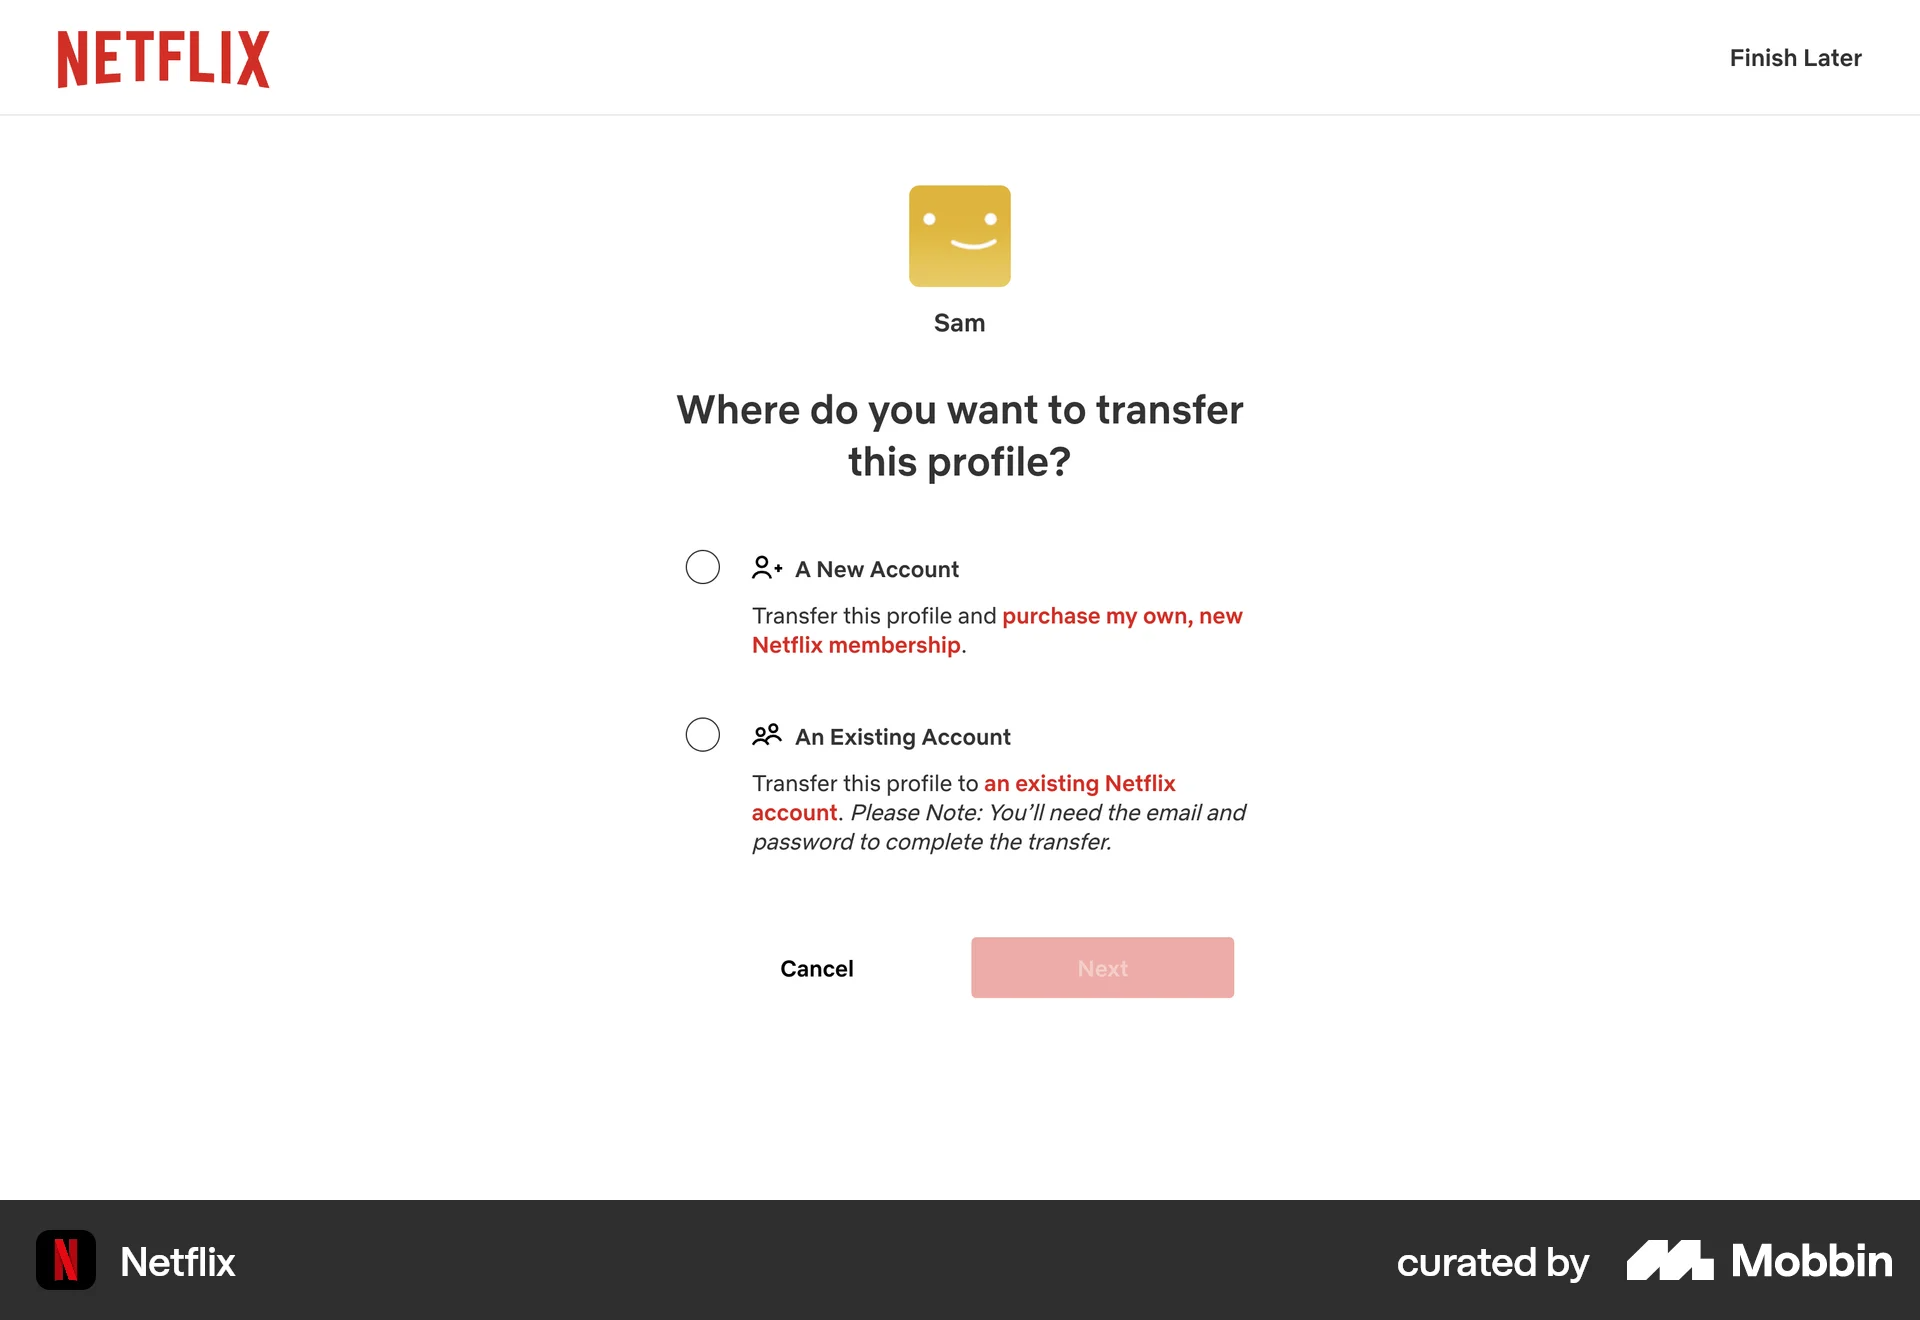 NETFLIX
Finish Later
Sam
Where do you want to transfer
this profile?
A New Account
Transfer this profile and purchase my own, new
Netflix membership.
An Existing Account
Transfer this profile to an existing Netflix
account. Please Note: You’ll need the email and
password to complete the transfer.
Cancel
Next
N
Netflix
curated by
Mobbin